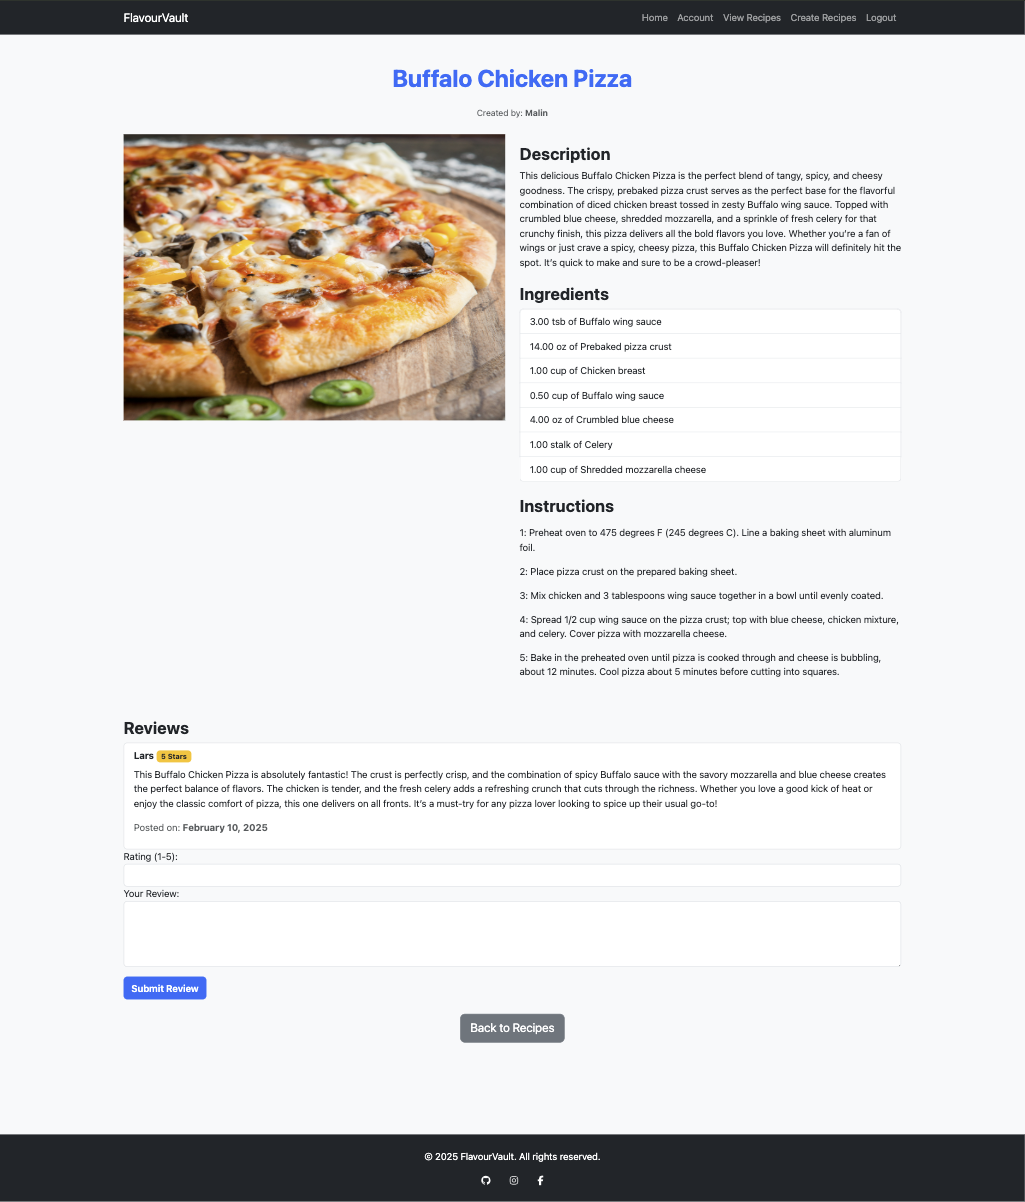 FlavourVault
Home Account View Recipes Create Recipes Logout
Buffalo Chicken Pizza
Created by: Malin
Description
This delicious Buffalo Chicken Pizza is the perfect blend of tangy, spicy, and cheesy
goodness. The crispy, prebaked pizza crust serves as the perfect base for the flavorful
combination of diced chicken breast tossed in zesty Buffalo wing sauce. Topped with
crumbled blue cheese, shredded mozzarella, and a sprinkle of fresh celery for that
crunchy finish, this pizza delivers all the bold flavors you love. Whether you're a fan of
wings or just crave a spicy, cheesy pizza, this Buffalo Chicken Pizza will definitely hit the
spot. It's quick to make and sure to be a crowd-pleaser!
Ingredients
3.00 tsb of Buffalo wing sauce
14.00 oz of Prebaked pizza crust
1.00 cup of Chicken breast
0.50 cup of Buffalo wing sauce
4.00 oz of Crumbled blue cheese
1.00 stalk of Celery
1.00 cup of Shredded mozzarella cheese
Instructions
1: Preheat oven to 475 degrees F (245 degrees C). Line a baking sheet with aluminum
foil.
2: Place pizza crust on the prepared baking sheet.
3: Mix chicken and 3 tablespoons wing sauce together in a bowl until evenly coated.
4: Spread 1/2 cup wing sauce on the pizza crust; top with blue cheese, chicken mixture,
and celery. Cover pizza with mozzarella cheese.
5: Bake in the preheated oven until pizza is cooked through and cheese is bubbling,
about 12 minutes. Cool pizza about 5 minutes before cutting into squares.
Reviews
Lars 5 Stars
This Buffalo Chicken Pizza is absolutely fantastic! The crust is perfectly crisp, and the combination of spicy Buffalo sauce with the savory mozzarella and blue cheese creates
the perfect balance of flavors. The chicken is tender, and the fresh celery adds a refreshing crunch that cuts through the richness. Whether you love a good kick of heat or
enjoy the classic comfort of pizza, this one delivers on all fronts. It's a must-try for any pizza lover looking to spice up their usual go-to!
Posted on: February 10, 2025
Rating (1-5):
Your Review:
Submit Review
Back to Recipes
© 2025 FlavourVault. All rights reserved.